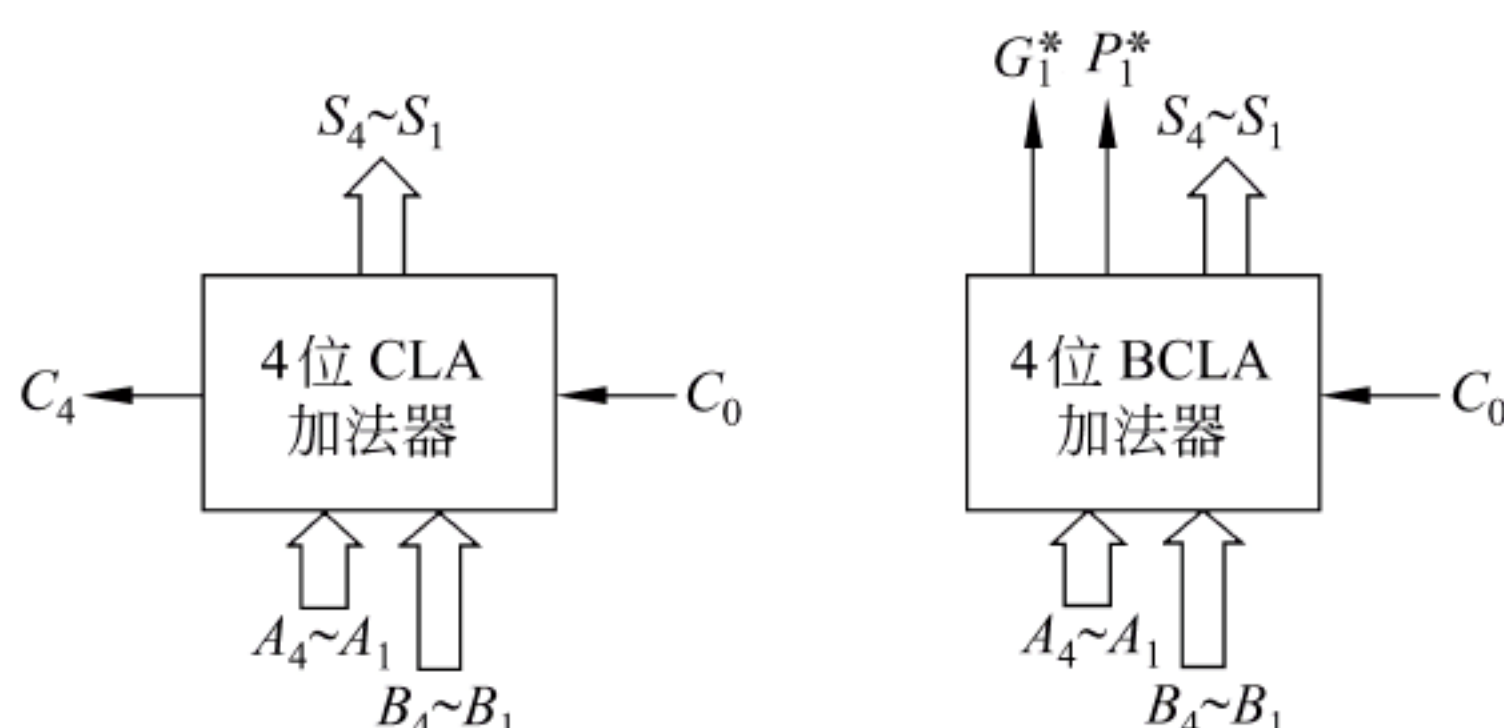 G₁* P₁*
S₄~S₁ S₄~S₁
4位 CLA 4位 BCLA
C₄ C₀ C₀
加法器 加法器
A₄~A₁ A₄~A₁
B₄~B₁ B₄~B₁